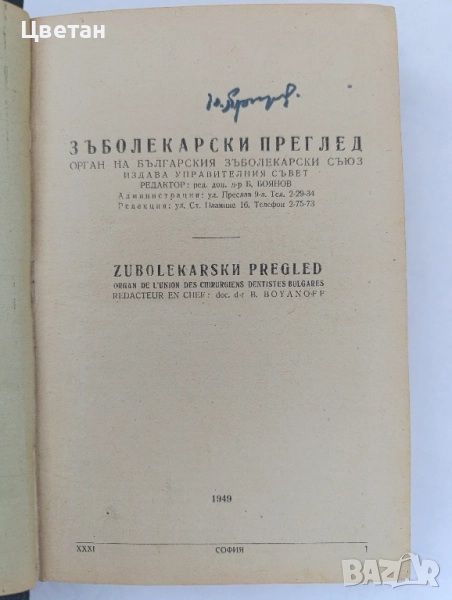 Цветан
ЗЪБОЛЕКАРСКИ ПРЕГЛЕД
ОРГАН НА БЪЛГАРСКИЯ ЗЪБОЛЕКАРСКИ СЪЮЗ
ИЗДАВА УПРАВИТЕЛНИЯ СЪВЕТ
РЕДАКТОР: ред. доц. д-р Б. БОЯНОВ
Администрация: ул. Преслав 9-а. Тел. 2-29-34
Редакция: ул. Ст. Планина 16. Телефон 2-75-73
ZUBOLEKARSKI PREGLED
ORGAN DE L'UNION DES CHIRURGIENS DENTISTES BULGARES
REDACTEUR EN CHEF: doc. d-r B. BOYANOFF
1949
XXXI СОФИЯ 1
BAZAR